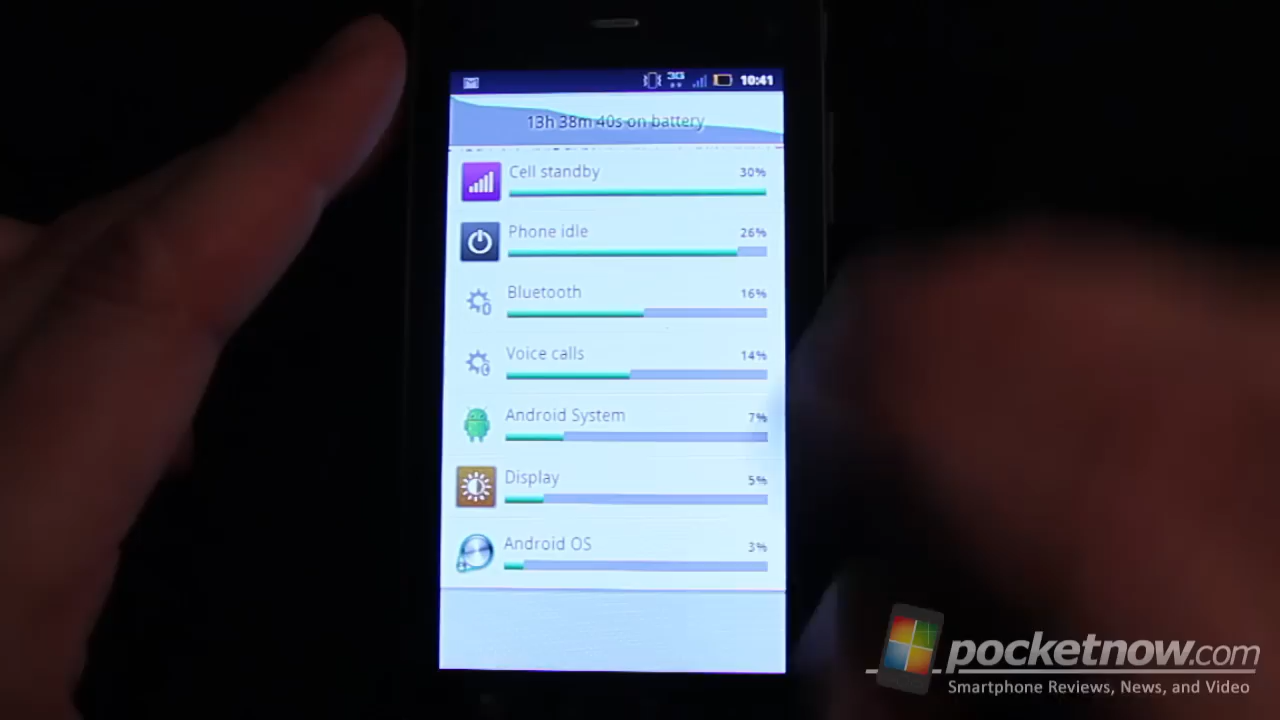 3G 10:41
13h 38m 40s on battery
Cell standby 30%
Phone idle 26%
Bluetooth 16%
Voice calls 14%
Android System 7%
Display 5%
Android OS 3%
pocketnow.com
Smartphone Reviews, News, and Video